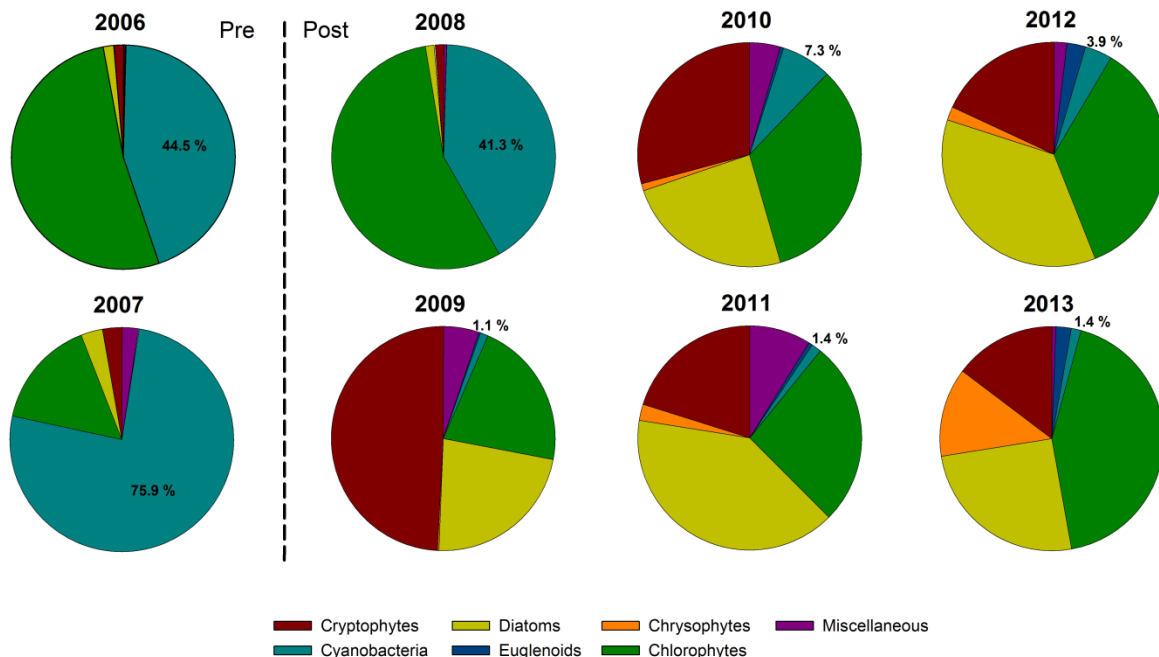 2006 Pre Post 2008 2010 2012
44.5 %
41.3 %
7.3 %
3.9 %
2007 2009 2011 2013
75.9 %
1.1 %
1.4 %
1.4 %
Cryptophytes Diatoms Chrysophytes Miscellaneous
Cyanobacteria Euglenoids Chlorophytes